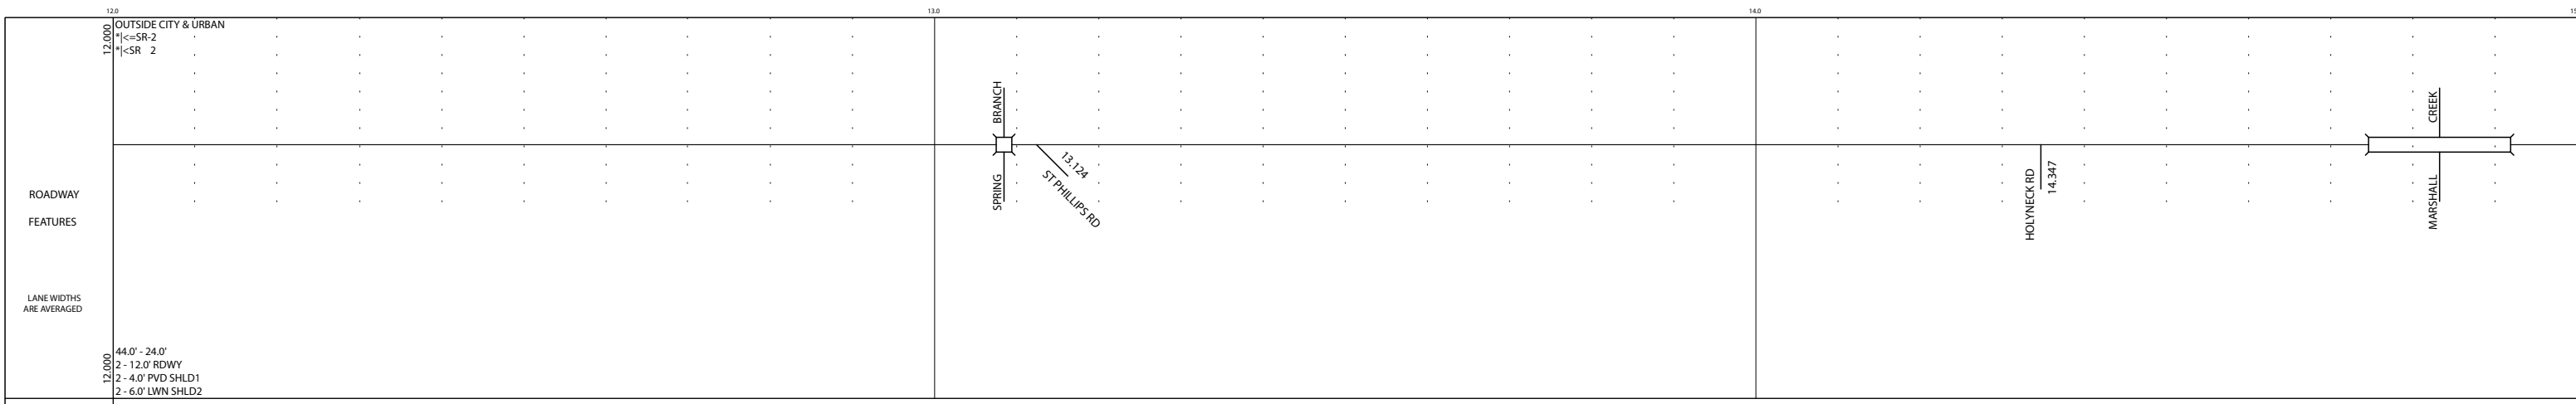 12.0
13.0
14.0
15
12.000
OUTSIDE CITY & URBAN
*|<=SR-2
*|<SR 2
BRANCH
SPRING
13.124
ST PHILLIPS RD
HOLYNECK RD
14.347
CREEK
MARSHALL
ROADWAY
FEATURES
LANE WIDTHS
ARE AVERAGED
12.000
44.0' - 24.0'
2 - 12.0' RDWY
2 - 4.0' PVD SHLD1
2 - 6.0' LWN SHLD2